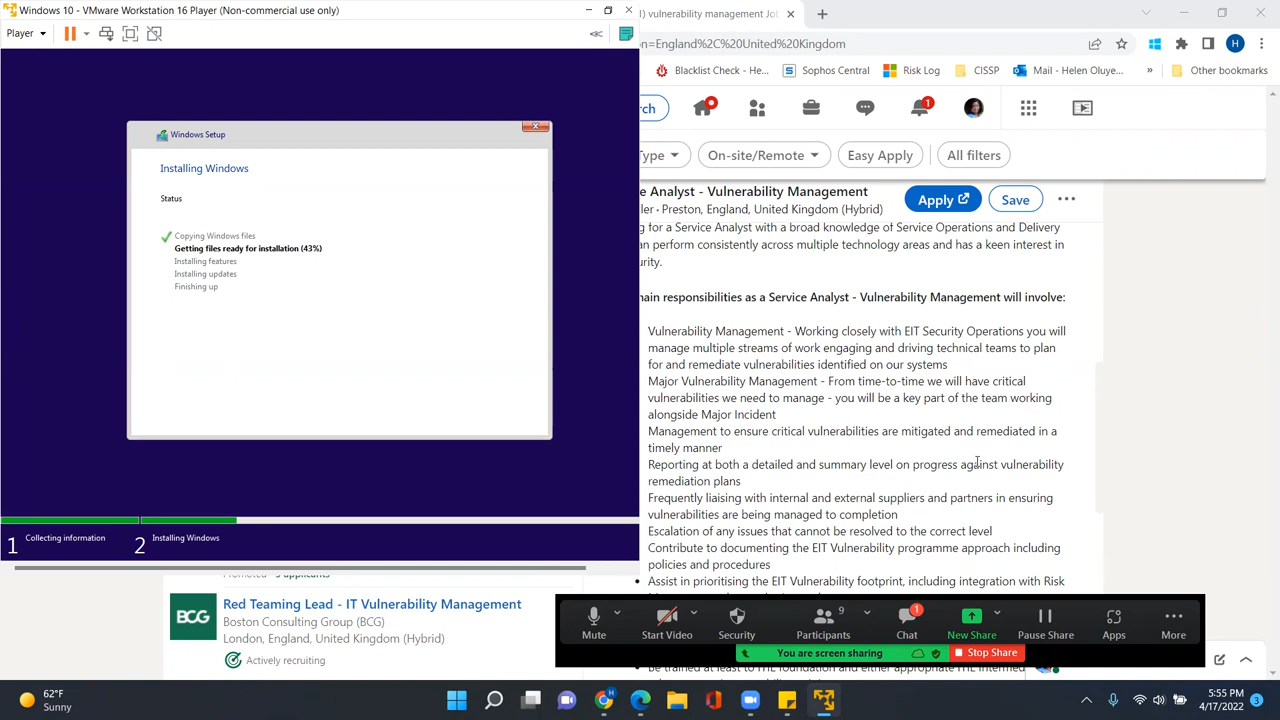 Windows 10 - VMware Workstation 16 Player (Non-commercial use only)
Player
Windows Setup
Installing Windows
Status
Copying Windows files
Getting files ready for installation (43%)
Installing features
Installing updates
Finishing up
1 Collecting information
2 Installing Windows
) vulnerability management Jo
on=England%2C%20United%20Kingdom
H
Blacklist Check - He...
Sophos Central
Risk Log
CISSP
Mail - Helen Oluye...
»
Other bookmarks
rch
1
Type
On-site/Remote
Easy Apply
All filters
e Analyst - Vulnerability Management
ler • Preston, England, United Kingdom (Hybrid)
Apply
Save
g for a Service Analyst with a broad knowledge of Service Operations and Delivery
an perform consistently across multiple technology areas and has a keen interest in
urity.
nain responsibilities as a Service Analyst - Vulnerability Management will involve:
Vulnerability Management - Working closely with EIT Security Operations you will
manage multiple streams of work engaging and driving technical teams to plan
for and remediate vulnerabilities identified on our systems
Major Vulnerability Management - From time-to-time we will have critical
vulnerabilities we need to manage - you will be a key part of the team working
alongside Major Incident
Management to ensure critical vulnerabilities are mitigated and remediated in a
timely manner
Reporting at both a detailed and summary level on progress against vulnerability
remediation plans
Frequently liaising with internal and external suppliers and partners in ensuring
vulnerabilities are being managed to completion
Escalation of any issues that cannot be resolved to the correct level
Contribute to documenting the EIT Vulnerability programme approach including
policies and procedures
• Assist in prioritising the EIT Vulnerability footprint, including integration with Risk
Promoted • 5 applicants
BCG
Red Teaming Lead - IT Vulnerability Management
Boston Consulting Group (BCG)
London, England, United Kingdom (Hybrid)
Actively recruiting
Mute
Start Video
Security
9
Participants
1
Chat
New Share
Pause Share
Apps
More
You are screen sharing
Stop Share
62°F
Sunny
5:55 PM
4/17/2022
3